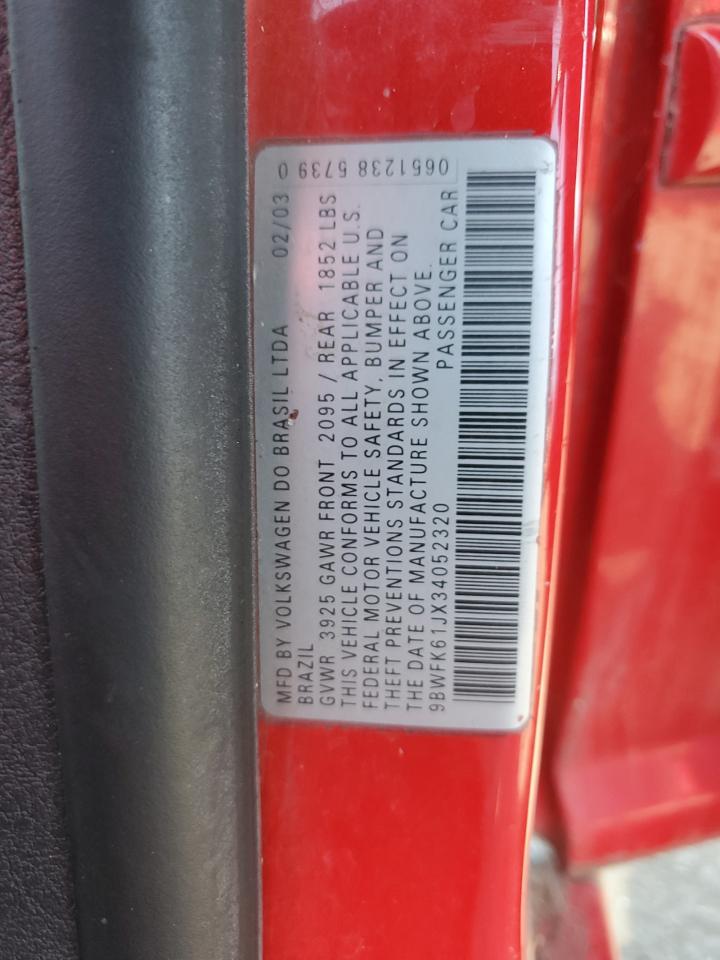 MFD BY VOLKSWAGEN DO BRASIL LTDA 02/03
BRAZIL
GVWR 3925 GAWR FRONT 2095 / REAR 1852 LBS
THIS VEHICLE CONFORMS TO ALL APPLICABLE U.S.
FEDERAL MOTOR VEHICLE SAFETY, BUMPER AND
THEFT PREVENTIONS STANDARDS IN EFFECT ON
THE DATE OF MANUFACTURE SHOWN ABOVE.
9BWFK61JX34052320 PASSENGER CAR
0651238 5739 0